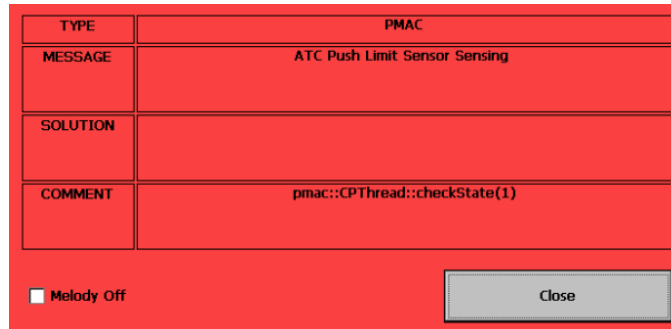 TYPE PMAC
MESSAGE ATC Push Limit Sensor Sensing
SOLUTION
COMMENT pmac::CPThread::checkState(1)
Melody Off Close